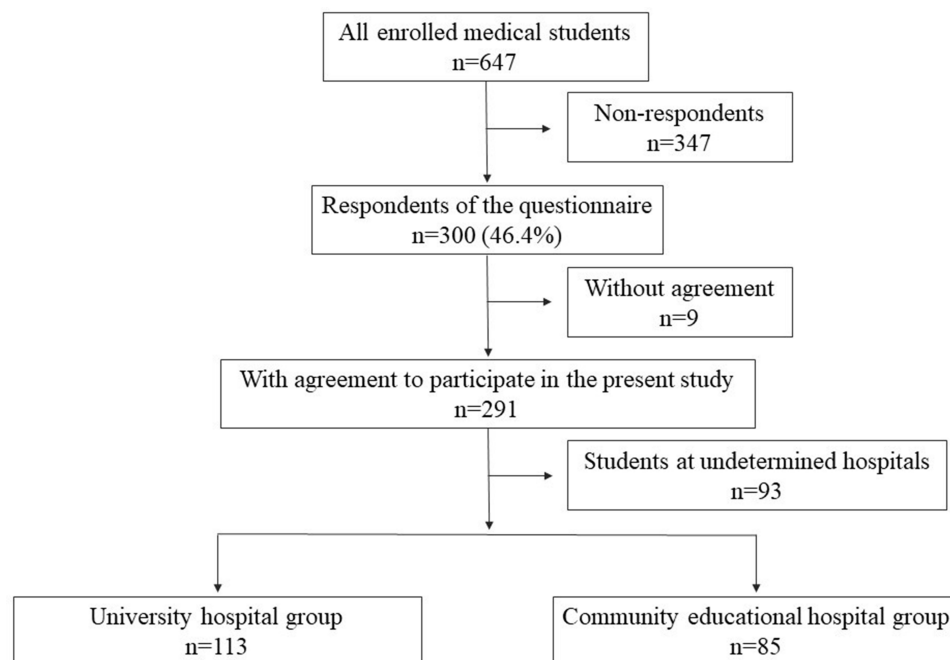 All enrolled medical students
n=647
Non-respondents
n=347
Respondents of the questionnaire
n=300 (46.4%)
Without agreement
n=9
With agreement to participate in the present study
n=291
Students at undetermined hospitals
n=93
University hospital group
n=113
Community educational hospital group
n=85